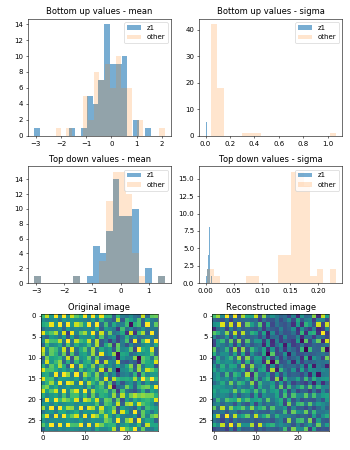 Bottom up values - mean
Bottom up values - sigma
14
12
10
8
6
4
2
0
z1
other
−3 −2 −1 0 1 2
40
30
20
10
0
z1
other
0.0 0.2 0.4 0.6 0.8 1.0
Top down values - mean
Top down values - sigma
14
12
10
8
6
4
2
0
z1
other
−3 −2 −1 0 1
15.0
12.5
10.0
7.5
5.0
2.5
0.0
z1
other
0.00 0.05 0.10 0.15 0.20
Original image
Reconstructed image
0
5
10
15
20
25
0 10 20
0
5
10
15
20
25
0 10 20